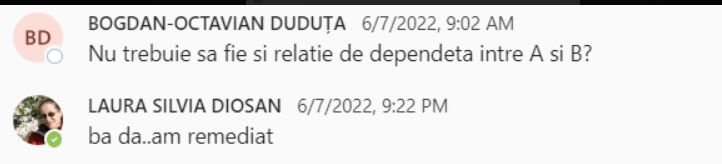 BD BOGDAN-OCTAVIAN DUDUȚA 6/7/2022, 9:02 AM
Nu trebuie sa fie si relatie de dependeta intre A si B?
LAURA SILVIA DIOSAN 6/7/2022, 9:22 PM
ba da..am remediat